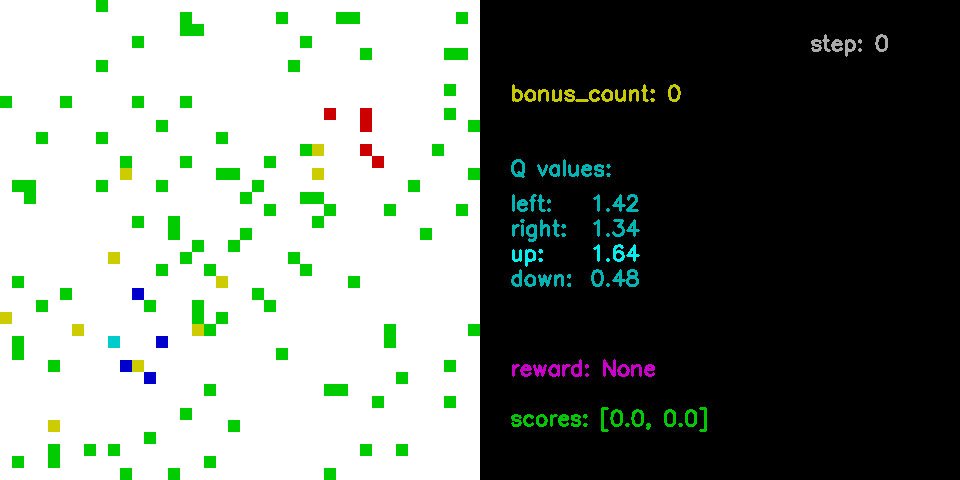 step: 0
bonus_count: 0
Q values:
left: 1.42
right: 1.34
up: 1.64
down: 0.48
reward: None
scores: [0.0, 0.0]